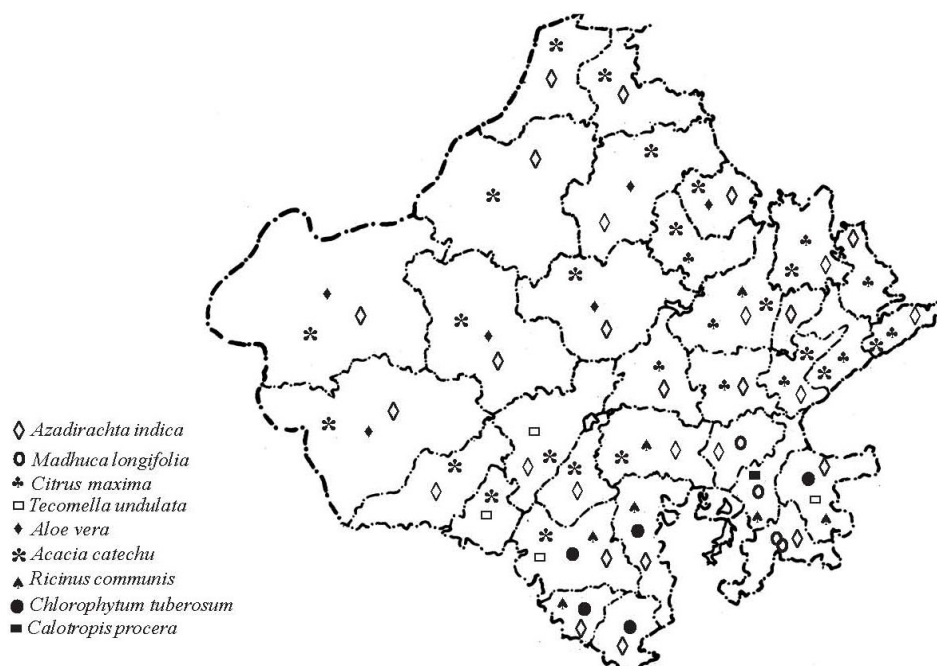 Azadirachta indica
Madhuca longifolia
Citrus maxima
Tecomella undulata
Aloe vera
Acacia catechu
Ricinus communis
Chlorophytum tuberosum
Calotropis procera